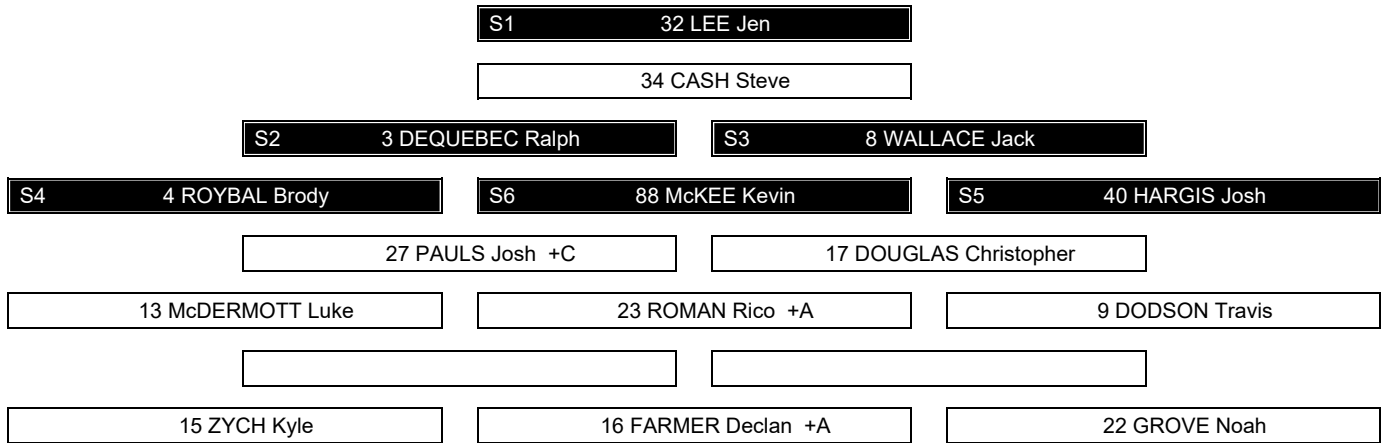 S1 32 LEE Jen
34 CASH Steve
S2 3 DEQUEBEC Ralph S3 8 WALLACE Jack
S4 4 ROYBAL Brody S6 88 McKEE Kevin S5 40 HARGIS Josh
27 PAULS Josh +C 17 DOUGLAS Christopher
13 McDERMOTT Luke 23 ROMAN Rico +A 9 DODSON Travis
15 ZYCH Kyle 16 FARMER Declan +A 22 GROVE Noah